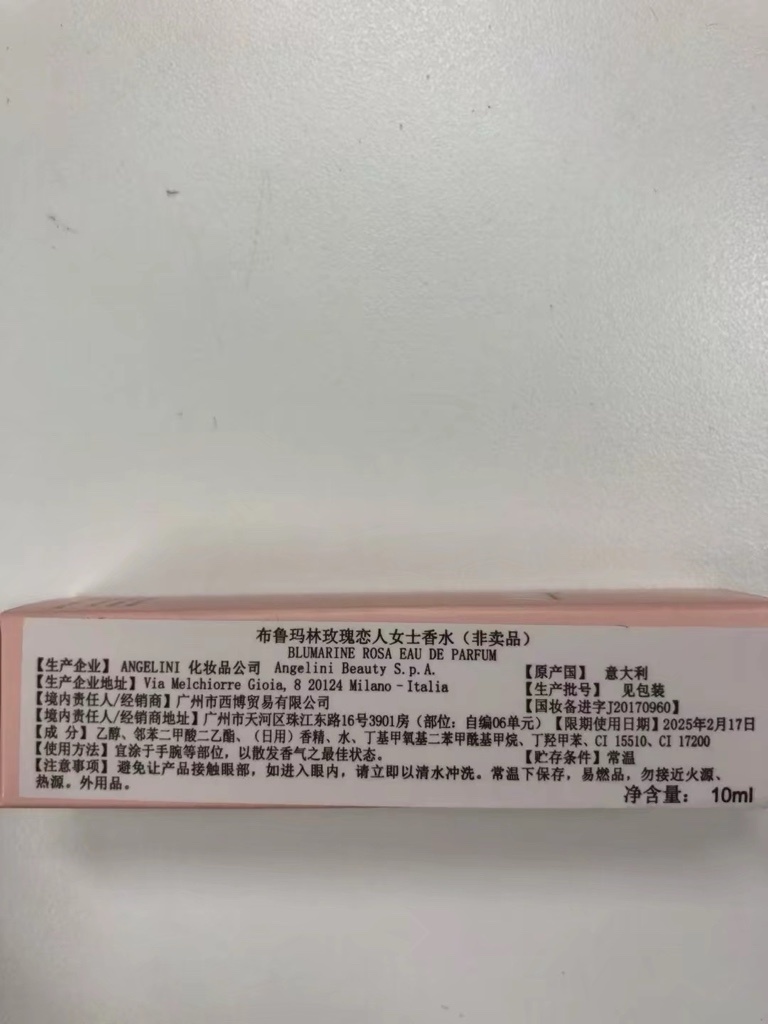 布鲁玛林玫瑰恋人女士香水（非卖品）
BLUMARINE ROSA EAU DE PARFUM
【生产企业】ANGELINI 化妆品公司 Angelini Beauty S.p.A. 【原产国】 意大利
【生产企业地址】Via Melchiorre Gioia, 8 20124 Milano-Italia 【生产批号】 见包装
【境内责任人/经销商】广州市西博贸易有限公司 【国妆备进字J20170960】
【境内责任人/经销商地址】广州市天河区珠江东路16号3901房（部位：自编06单元）【限期使用日期】2025年2月17日
【成 分】乙醇、邻苯二甲酸二乙酯、（日用）香精、水、丁基甲氧基二苯甲酰基甲烷、丁羟甲苯、CI 15510、CI 17200
【使用方法】宜涂于手腕等部位，以散发香气之最佳状态。 【贮存条件】常温
【注意事项】避免让产品接触眼部，如进入眼内，请立即以清水冲洗。常温下保存，易燃品，勿接近火源、
热源。外用品。
净含量： 10ml